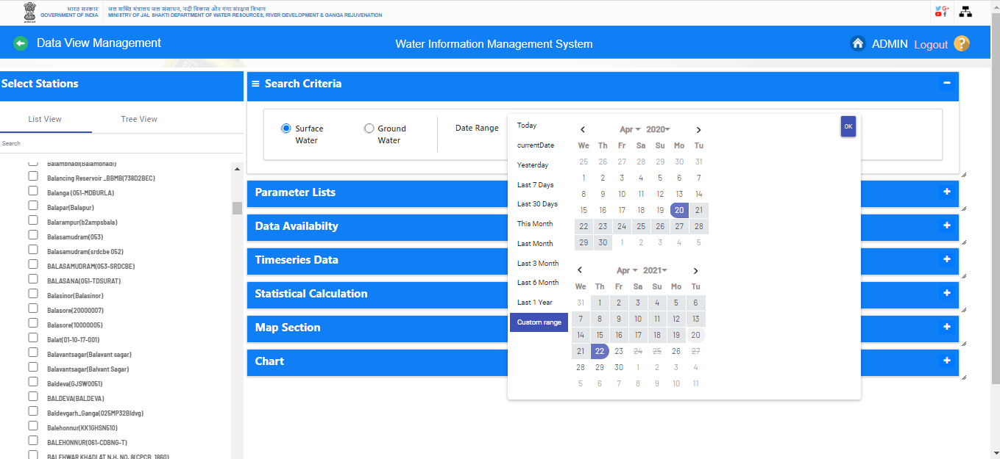 भारत सरकार
GOVERNMENT OF INDIA
जल शक्ति मंत्रालय जल संसाधन, नदी विकास और गंगा संरक्षण विभाग
MINISTRY OF JAL SHAKTI DEPARTMENT OF WATER RESOURCES, RIVER DEVELOPMENT & GANGA REJUVENATION
Data View Management
Water Information Management System
ADMIN Logout ?
Select Stations
List View Tree View
Search
Balambhadi(Balambhadi)
Balancing Reservoir _BBMB(738D2BEC)
Balanga (051-MDBURLA)
Balapar(Balapur)
Balarampur(b2ampsbala)
Balasamudram(053)
Balasamudram(srdcbe 052)
BALASAMUDRAM(053-SRDCBE)
BALASANA(051-TDSURAT)
Balasinor(Balasinor)
Balasore(20000007)
Balasore(10000005)
Balat(01-10-17-001)
Balavantsagar(Balavant sagar)
Balavantsagar(Balvant Sagar)
Baldeva(GJSW0051)
BALDEVA(BALDEVA)
Baldevgarh_Ganga(025MP32Bldvg)
Balehonnur(KK1GHSN510)
BALEHONNUR(061-CDBNG-T)
BALEHWAR KHADI AT N.H. NO. 8(CPCB_1860)
Search Criteria
Surface
Water
Ground
Water
Date Range
Today
currentDate
Yesterday
Last 7 Days
Last 30 Days
This Month
Last Month
Last 3 Month
Last 6 Month
Last 1 Year
Custom range
Apr 2020
We Th Fr Sa Su Mo Tu
25 26 27 28 29 30 31
1 2 3 4 5 6 7
8 9 10 11 12 13 14
15 16 17 18 19 20 21
22 23 24 25 26 27 28
29 30 1 2 3 4 5
Apr 2021
We Th Fr Sa Su Mo Tu
31 1 2 3 4 5 6
7 8 9 10 11 12 13
14 15 16 17 18 19 20
21 22 23 24 25 26 27
28 29 30 1 2 3 4
5 6 7 8 9 10 11
OK
Parameter Lists
Data Availabilty
Timeseries Data
Statistical Calculation
Map Section
Chart